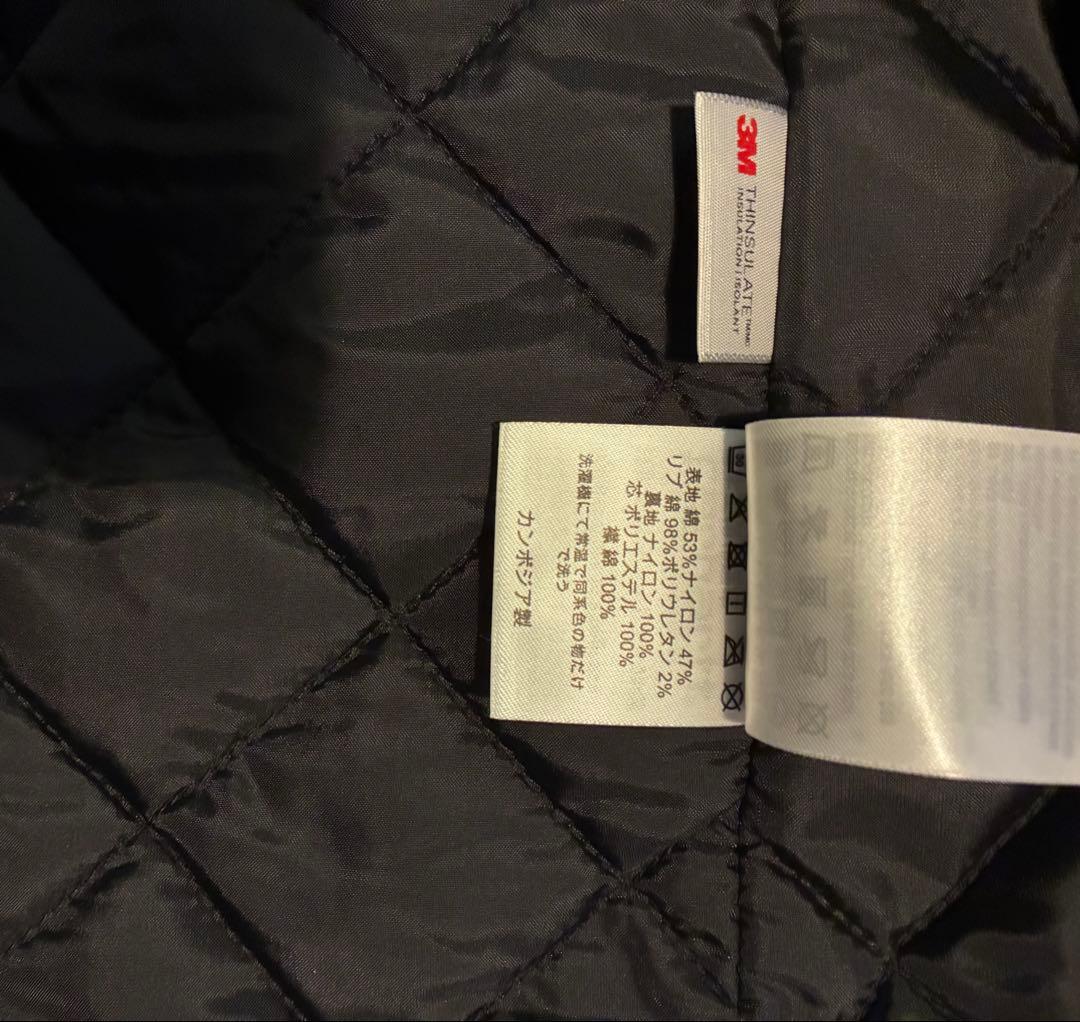 3M
THINSULATE™MC
INSULATION | ISOLANT
表地 綿 53%ナイロン 47%
リブ 綿 98%ポリウレタン 2%
裏地 ナイロン 100%
芯 ポリエステル 100%
襟 綿 100%
洗濯機にて常温で同系色の物だけ
で洗う
カンボジア製